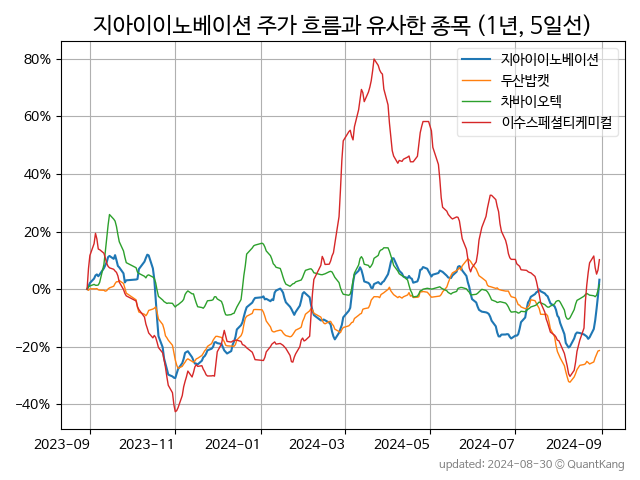 지아이이노베이션 주가 흐름과 유사한 종목 (1년, 5일선)
지아이이노베이션
두산밥캣
차바이오텍
이수스페셜티케미컬
80%
60%
40%
20%
0%
−20%
−40%
2023-09 2023-11 2024-01 2024-03 2024-05 2024-07 2024-09
updated: 2024-08-30 © QuantKang